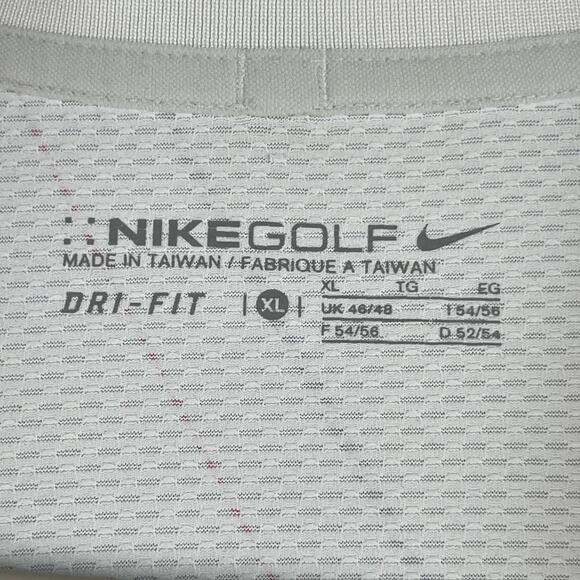 NIKEGOLF
MADE IN TAIWAN / FABRIQUE A TAIWAN
DRI-FIT | XL |
XL TG EG
UK 46/48 I 54/56
F 54/56 D 52/54